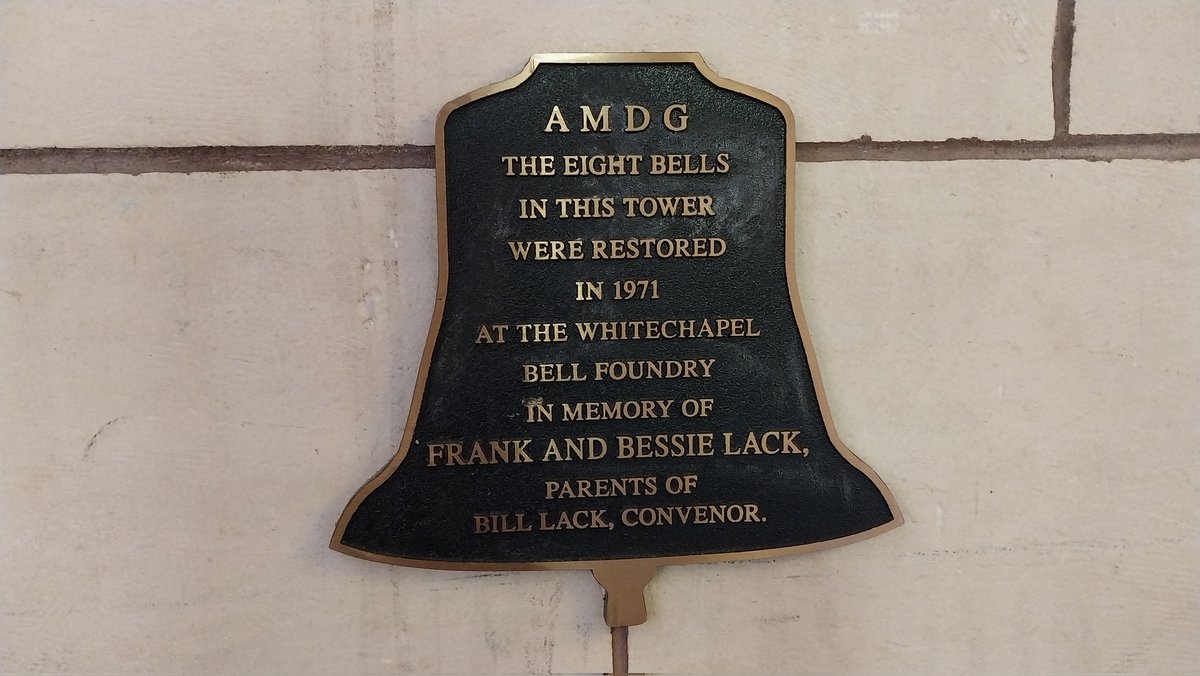 A M D G
THE EIGHT BELLS
IN THIS TOWER
WERE RESTORED
IN 1971
AT THE WHITECHAPEL
BELL FOUNDRY
IN MEMORY OF
FRANK AND BESSIE LACK,
PARENTS OF
BILL LACK, CONVENOR.